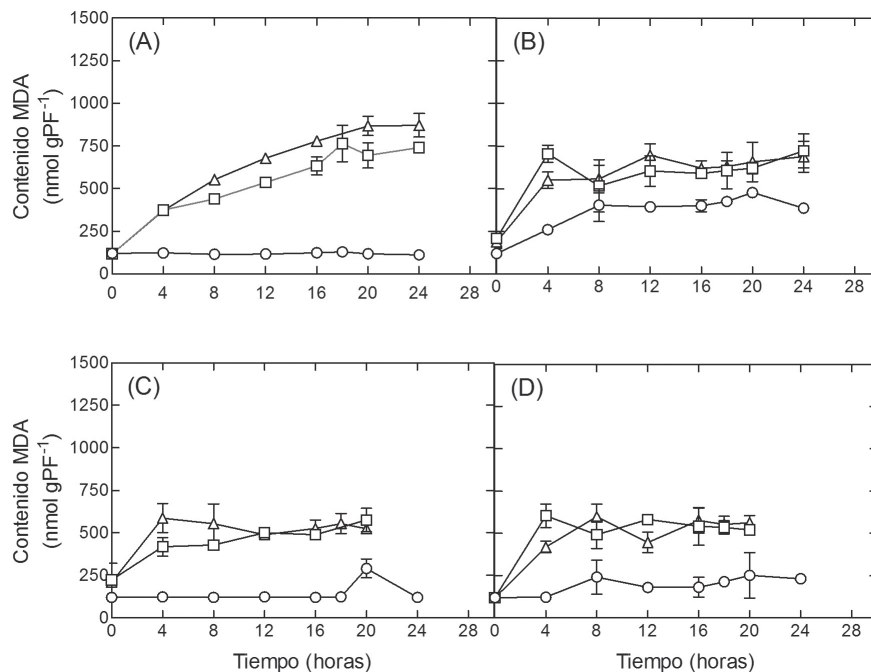 (A)
(B)
Contenido MDA
(nmol gPF⁻¹)
1500
1250
1000
750
500
250
0
0 4 8 12 16 20 24 28
0 4 8 12 16 20 24 28
(C)
(D)
Contenido MDA
(nmol gPF⁻¹)
1500
1250
1000
750
500
250
0
0 4 8 12 16 20 24 28
0 4 8 12 16 20 24 28
Tiempo (horas)
Tiempo (horas)